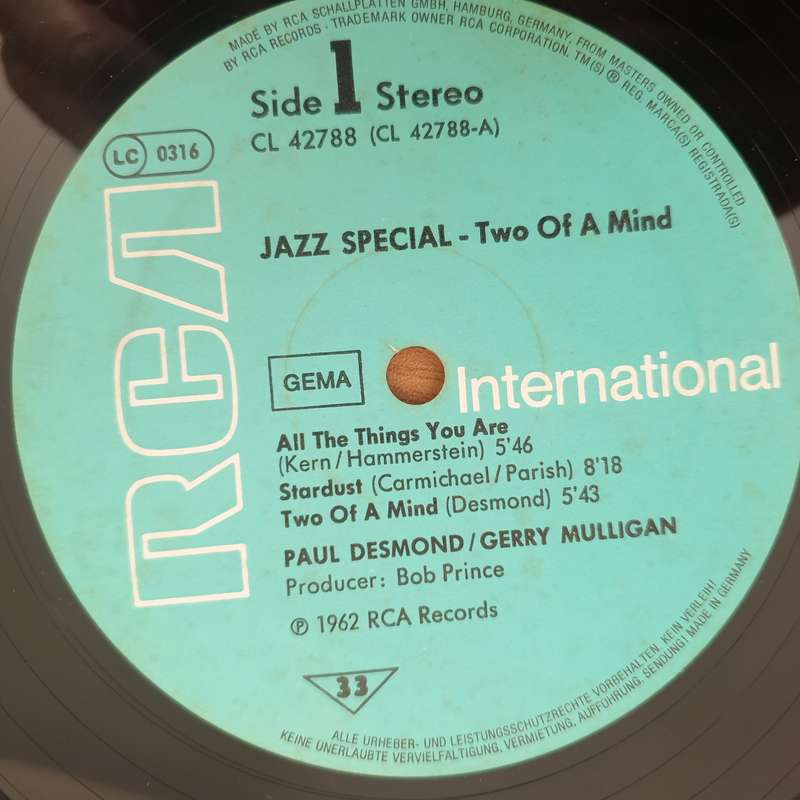 MADE BY RCA SCHALLPLATTEN GMBH, HAMBURG, GERMANY, FROM MASTERS OWNED OR CONTROLLED
BY RCA RECORDS · TRADEMARK OWNER RCA CORPORATION, TM(S) ® REG. MARCA(S) REGISTRADA(S)
Side 1 Stereo
CL 42788 (CL 42788-A)
LC 0316
RCA
JAZZ SPECIAL - Two Of A Mind
GEMA
International
All The Things You Are
(Kern/Hammerstein) 5'46
Stardust (Carmichael/Parish) 8'18
Two Of A Mind (Desmond) 5'43
PAUL DESMOND/GERRY MULLIGAN
Producer: Bob Prince
℗ 1962 RCA Records
33
ALLE URHEBER- UND LEISTUNGSSCHUTZRECHTE VORBEHALTEN. KEIN VERLEIH!
KEINE UNERLAUBTE VERVIELFÄLTIGUNG, VERMIETUNG, AUFFÜHRUNG, SENDUNG! MADE IN GERMANY